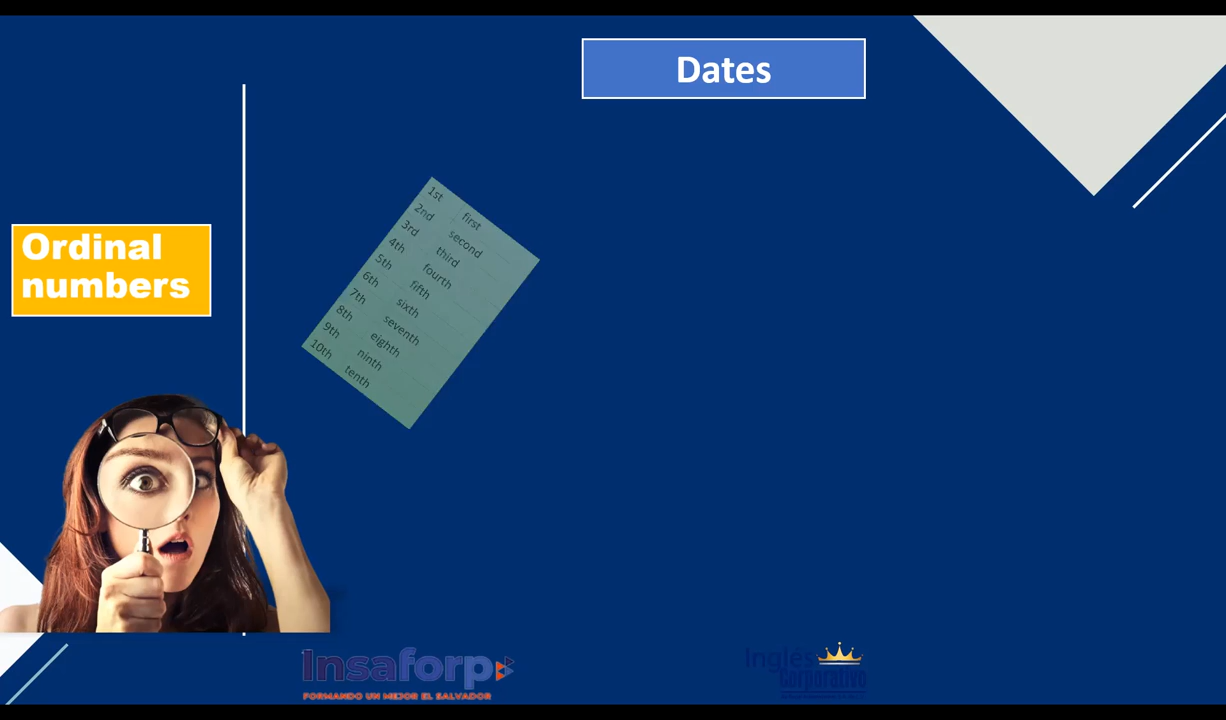 Dates
Ordinal
numbers
1st first
2nd second
3rd third
4th fourth
5th fifth
6th sixth
7th seventh
8th eighth
9th ninth
10th tenth
Insaforp
FORMANDO UN MEJOR EL SALVADOR
Inglés
Corporativo